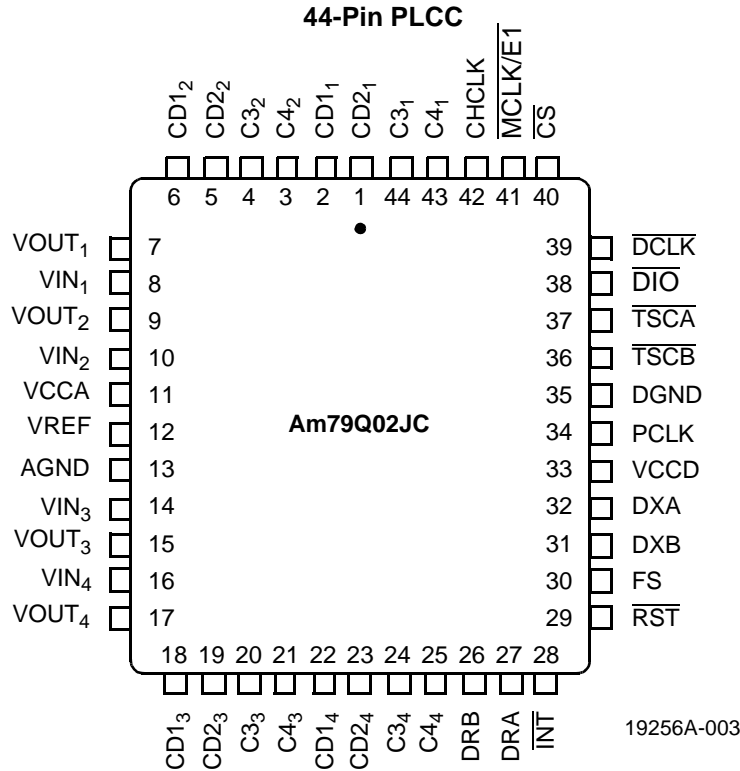 44-Pin PLCC
CD1₂
CD2₂
C3₂
C4₂
CD1₁
CD2₁
C3₁
C4₁
CHCLK
MCLK/E1
CS
6 5 4 3 2 1 44 43 42 41 40
VOUT₁ 7 39 DCLK
VIN₁ 8 38 DIO
VOUT₂ 9 37 TSCA
VIN₂ 10 36 TSCB
VCCA 11 35 DGND
VREF 12 Am79Q02JC 34 PCLK
AGND 13 33 VCCD
VIN₃ 14 32 DXA
VOUT₃ 15 31 DXB
VIN₄ 16 30 FS
VOUT₄ 17 29 RST
18 19 20 21 22 23 24 25 26 27 28
CD1₃
CD2₃
C3₃
C4₃
CD1₄
CD2₄
C3₄
C4₄
DRB
DRA
INT
19256A-003